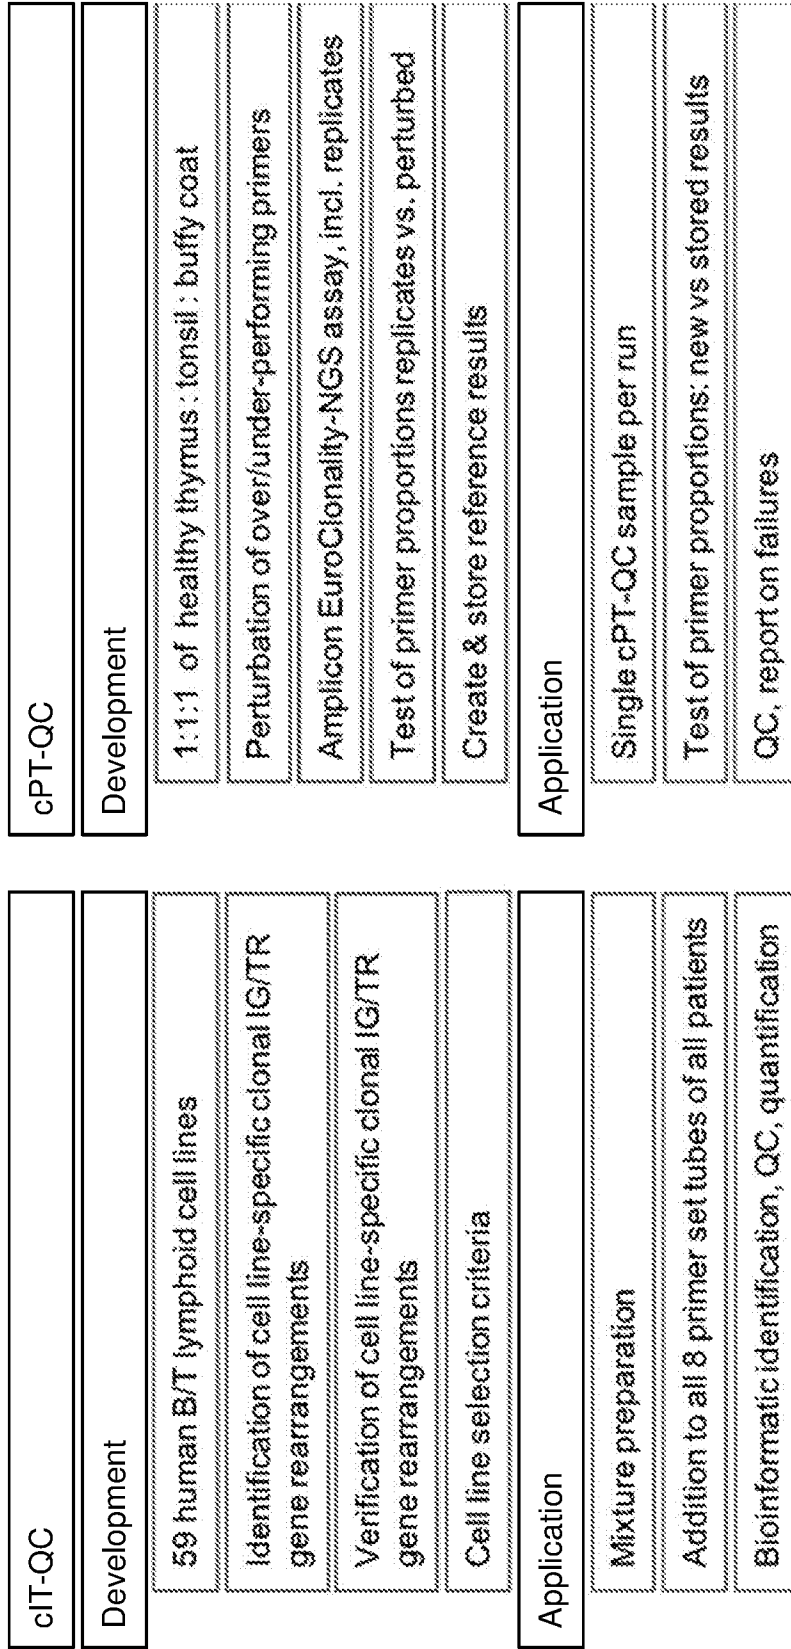 cIT-QC
Development
59 human B/T lymphoid cell lines
Identification of cell line-specific clonal IG/TR
gene rearrangements
Verification of cell line-specific clonal IG/TR
gene rearrangements
Cell line selection criteria
Application
Mixture preparation
Addition to all 8 primer set tubes of all patients
Bioinformatic identification, QC, quantification
cPT-QC
Development
1:1:1 of healthy thymus : tonsil : buffy coat
Perturbation of over/under-performing primers
Amplicon EuroClonality-NGS assay, incl. replicates
Test of primer proportions replicates vs. perturbed
Create & store reference results
Application
Single cPT-QC sample per run
Test of primer proportions: new vs stored results
QC, report on failures